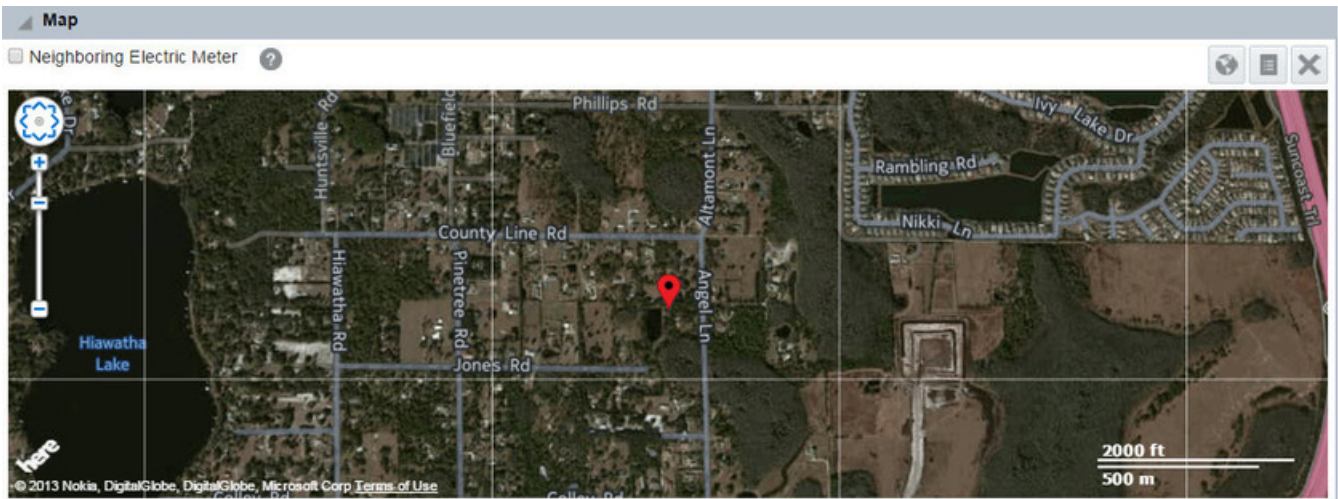 Map
Neighboring Electric Meter ?
Phillips Rd
Ivy Lake Dr
Huntsville Rd
Bluefield
Altamont Ln
Rambling Rd
Suncoast Trl
Nikki Ln
County Line Rd
Hiawatha Rd
Pinetree Rd
Angel Ln
Hiawatha
Lake
Jones Rd
here
2000 ft
500 m
© 2013 Nokia, DigitalGlobe, DigitalGlobe, Microsoft Corp Terms of Use